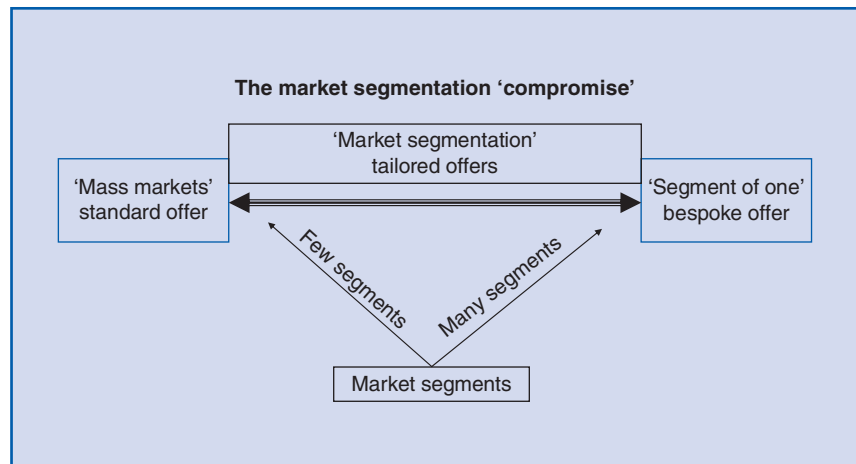 The market segmentation ‘compromise’
‘Market segmentation’
tailored offers
‘Mass markets’
standard offer
‘Segment of one’
bespoke offer
Few segments
Many segments
Market segments